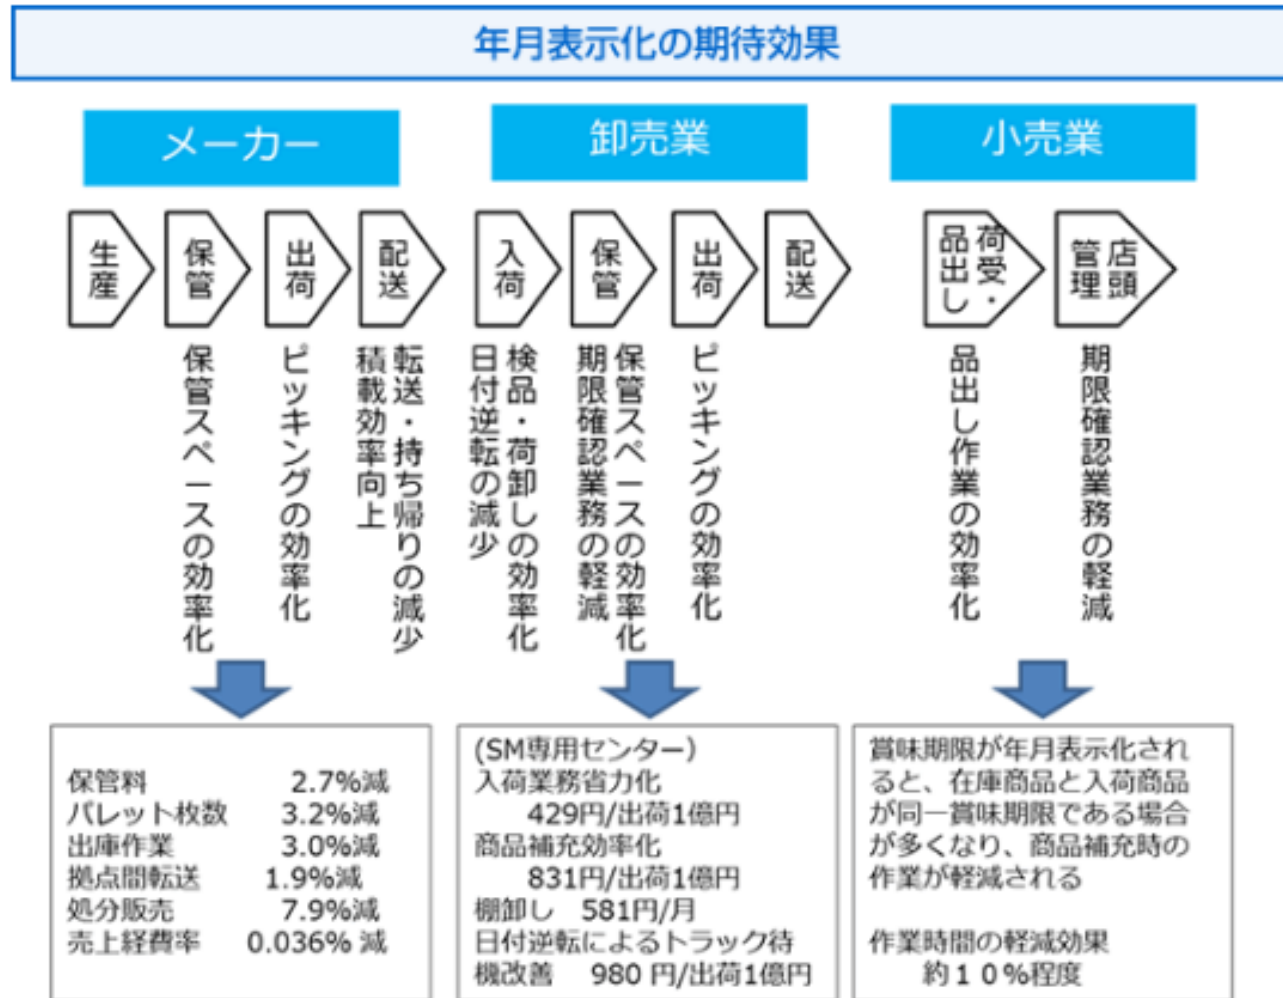 年月表示化の期待効果
メーカー
生産
保管
出荷
配送
保管スペースの効率化
ピッキングの効率化
転送・持ち帰りの減少
積載効率向上
保管料 2.7%減
パレット枚数 3.2%減
出庫作業 3.0%減
拠点間転送 1.9%減
処分販売 7.9%減
売上経費率 0.036% 減
卸売業
入荷
保管
出荷
配送
検品・荷卸しの効率化
日付逆転の減少
保管スペースの効率化
期限確認業務の軽減
ピッキングの効率化
(SM専用センター)
入荷業務省力化
429円/出荷1億円
商品補充効率化
831円/出荷1億円
棚卸し 581円/月
日付逆転によるトラック待
機改善 980 円/出荷1億円
小売業
荷受・
品出し
店頭
管理
品出し作業の効率化
期限確認業務の軽減
賞味期限が年月表示化され
ると、在庫商品と入荷商品
が同一賞味期限である場合
が多くなり、商品補充時の
作業が軽減される
作業時間の軽減効果
約１０%程度